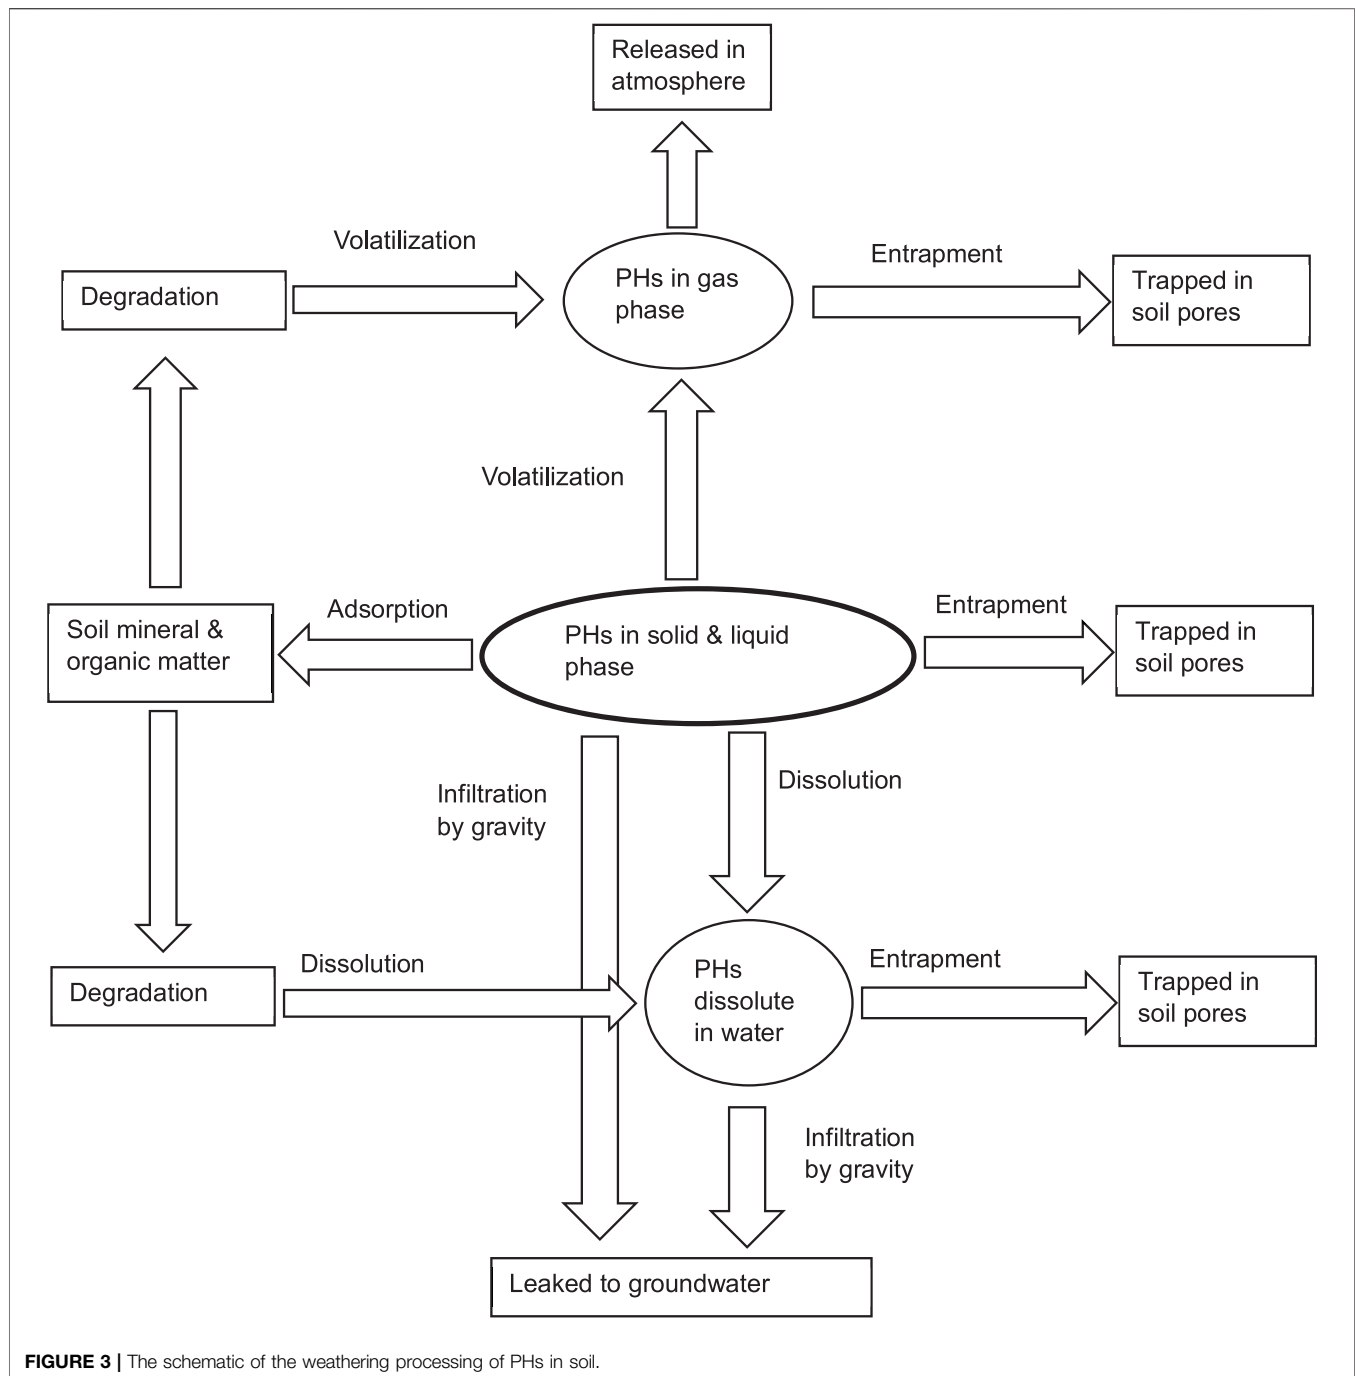 Released in
atmosphere
Volatilization
Entrapment
Degradation
PHs in gas
phase
Trapped in
soil pores
Volatilization
Adsorption
Entrapment
Soil mineral &
organic matter
PHs in solid & liquid
phase
Trapped in
soil pores
Infiltration
by gravity
Dissolution
Dissolution
Entrapment
Degradation
PHs
dissolute
in water
Trapped in
soil pores
Infiltration
by gravity
Leaked to groundwater
FIGURE 3 | The schematic of the weathering processing of PHs in soil.